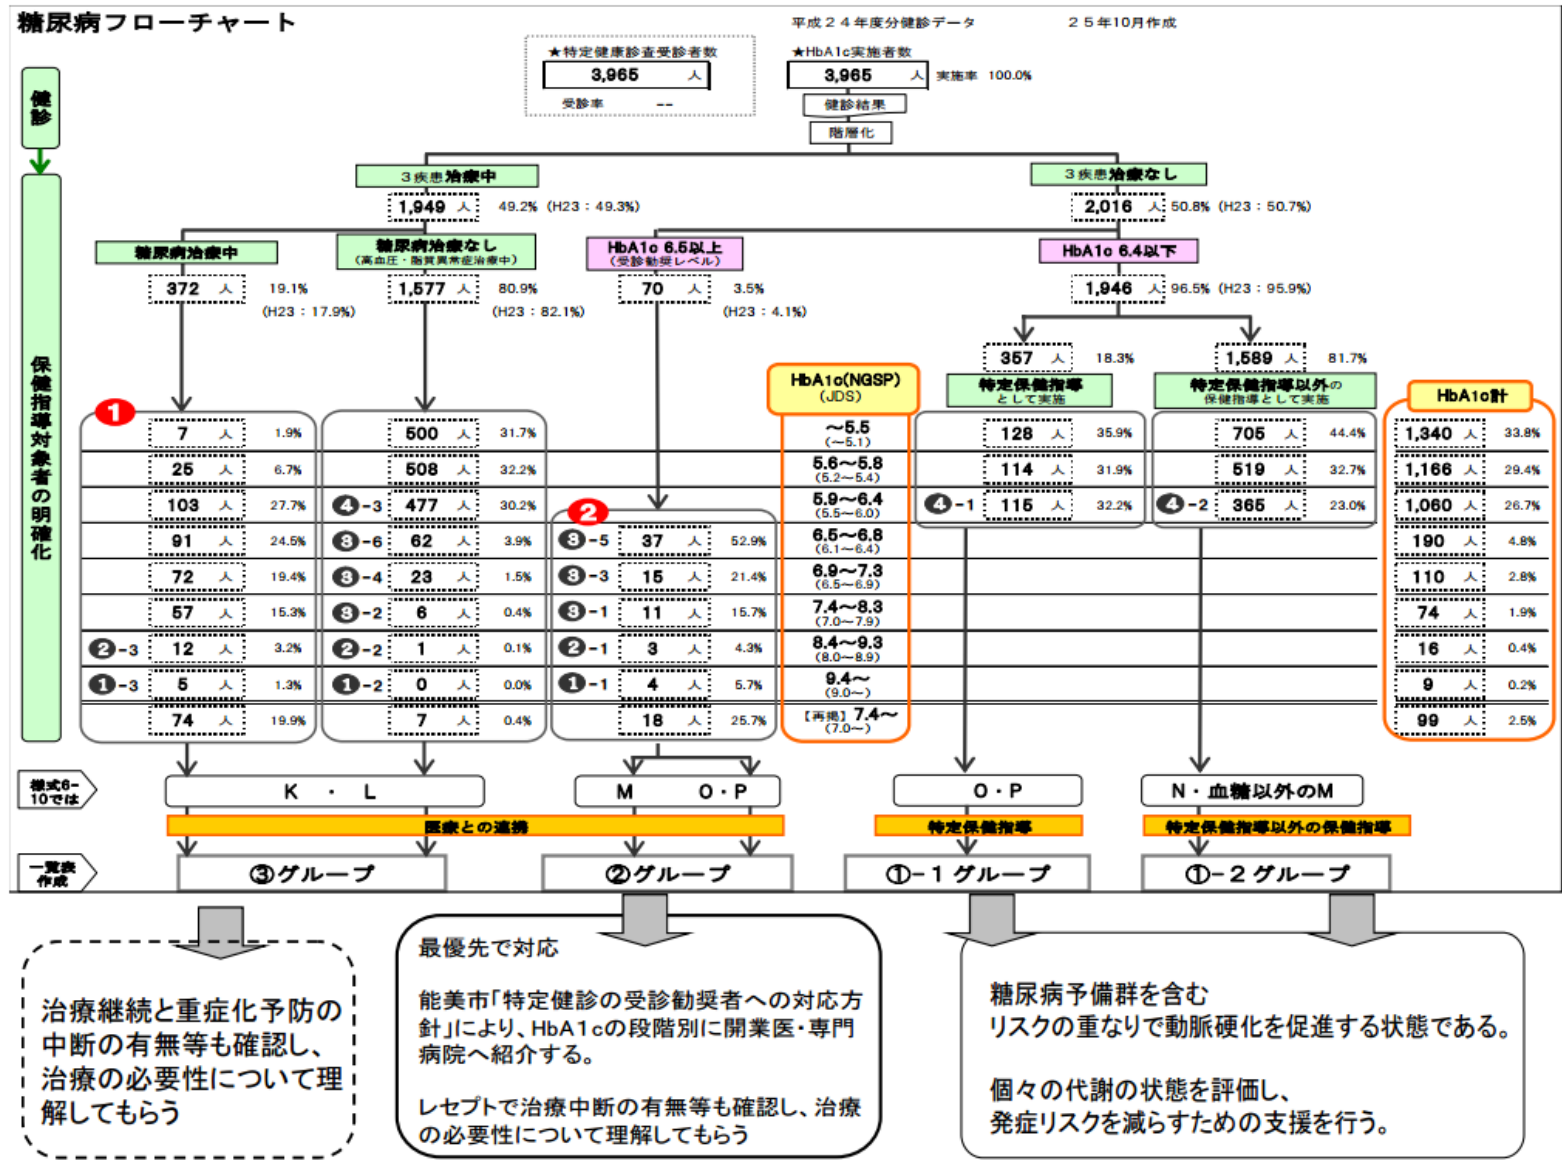 糖尿病フローチャート
平成24年度分健診データ 25年10月作成
★特定健康診査受診者数
3,965 人
受診率 --
★HbA1c実施者数
3,965 人 実施率 100.0%
健診結果
階層化
健診
保健指導対象者の明確化
3疾患治療中
1,949 人 49.2% (H23：49.3%)
3疾患治療なし
2,016 人 50.8% (H23：50.7%)
糖尿病治療中
372 人 19.1%
(H23：17.9%)
糖尿病治療なし
(高血圧・脂質異常症治療中)
1,577 人 80.9%
(H23：82.1%)
HbA1c 6.5以上
(受診勧奨レベル)
70 人 3.5%
(H23：4.1%)
HbA1c 6.4以下
1,946 人 96.5% (H23：95.9%)
357 人 18.3%
特定保健指導
として実施
1,589 人 81.7%
特定保健指導以外の
保健指導として実施
HbA1c(NGSP)
(JDS)
HbA1c計
1
7 人 1.9% 500 人 31.7% ～5.5 128 人 35.9% 705 人 44.4% 1,340 人 33.8%
(～5.1)
25 人 6.7% 508 人 32.2% 5.6～5.8 114 人 31.9% 519 人 32.7% 1,166 人 29.4%
(5.2～5.4)
103 人 27.7% ❹-3 477 人 30.2% 5.9～6.4 ❹-1 115 人 32.2% ❹-2 365 人 23.0% 1,060 人 26.7%
(5.5～6.0)
2
91 人 24.5% ❸-6 62 人 3.9% ❸-5 37 人 52.9% 6.5～6.8 190 人 4.8%
(6.1～6.4)
72 人 19.4% ❸-4 23 人 1.5% ❸-3 15 人 21.4% 6.9～7.3 110 人 2.8%
(6.5～6.9)
57 人 15.3% ❸-2 6 人 0.4% ❸-1 11 人 15.7% 7.4～8.3 74 人 1.9%
(7.0～7.9)
❷-3 12 人 3.2% ❷-2 1 人 0.1% ❷-1 3 人 4.3% 8.4～9.3 16 人 0.4%
(8.0～8.9)
❶-3 5 人 1.3% ❶-2 0 人 0.0% ❶-1 4 人 5.7% 9.4～ 9 人 0.2%
(9.0～)
74 人 19.9% 7 人 0.4% 18 人 25.7% 【再掲】7.4～ 99 人 2.5%
(7.0～)
様式6-
10では
K ・ L
M O・P
O・P
N・血糖以外のM
医療との連携
特定保健指導
特定保健指導以外の保健指導
一覧表
作成
③グループ
②グループ
①-1グループ
①-2グループ
治療継続と重症化予防の
中断の有無等も確認し、
治療の必要性について理
解してもらう
最優先で対応
能美市「特定健診の受診勧奨者への対応方
針」により、HbA1cの段階別に開業医・専門
病院へ紹介する。
レセプトで治療中断の有無等も確認し、治療
の必要性について理解してもらう
糖尿病予備群を含む
リスクの重なりで動脈硬化を促進する状態である。
個々の代謝の状態を評価し、
発症リスクを減らすための支援を行う。